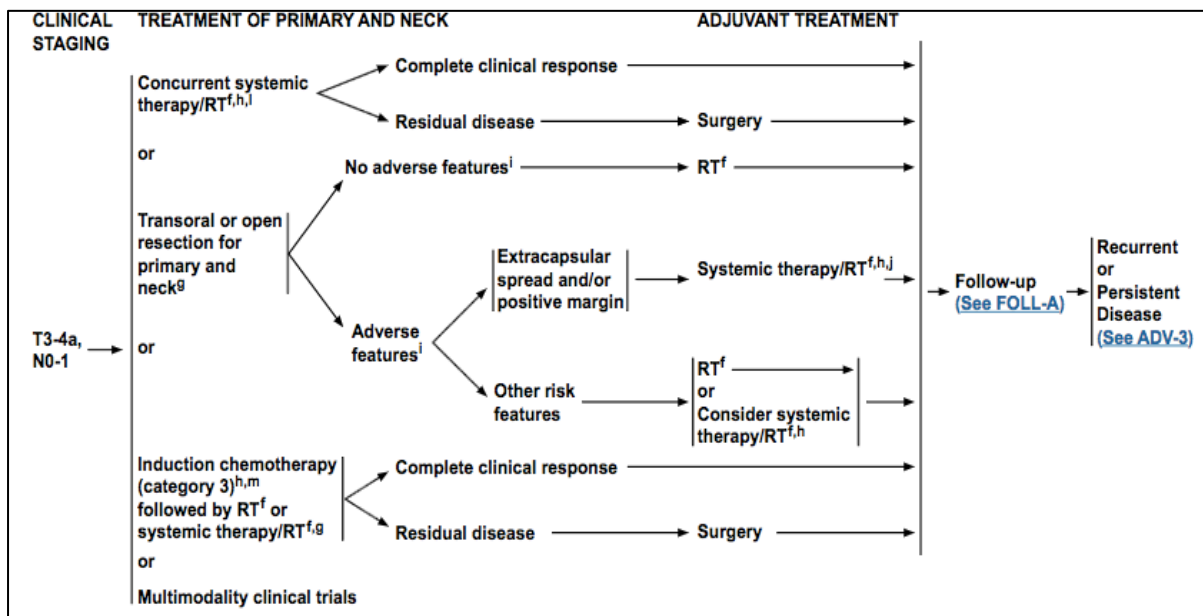 CLINICAL STAGING
TREATMENT OF PRIMARY AND NECK
ADJUVANT TREATMENT
Concurrent systemic
therapy/RTf,h,l
Complete clinical response
Residual disease
Surgery
or
Transoral or open
resection for
primary and
neckg
No adverse featuresi
RTf
Adverse
featuresi
Extracapsular
spread and/or
positive margin
Systemic therapy/RTf,h,j
Other risk
features
RTf
or
Consider systemic
therapy/RTf,h
T3-4a,
N0-1
or
Induction chemotherapy
(category 3)h,m
followed by RTf or
systemic therapy/RTf,g
Complete clinical response
Residual disease
Surgery
or
Multimodality clinical trials
Follow-up
(See FOLL-A)
Recurrent
or
Persistent
Disease
(See ADV-3)